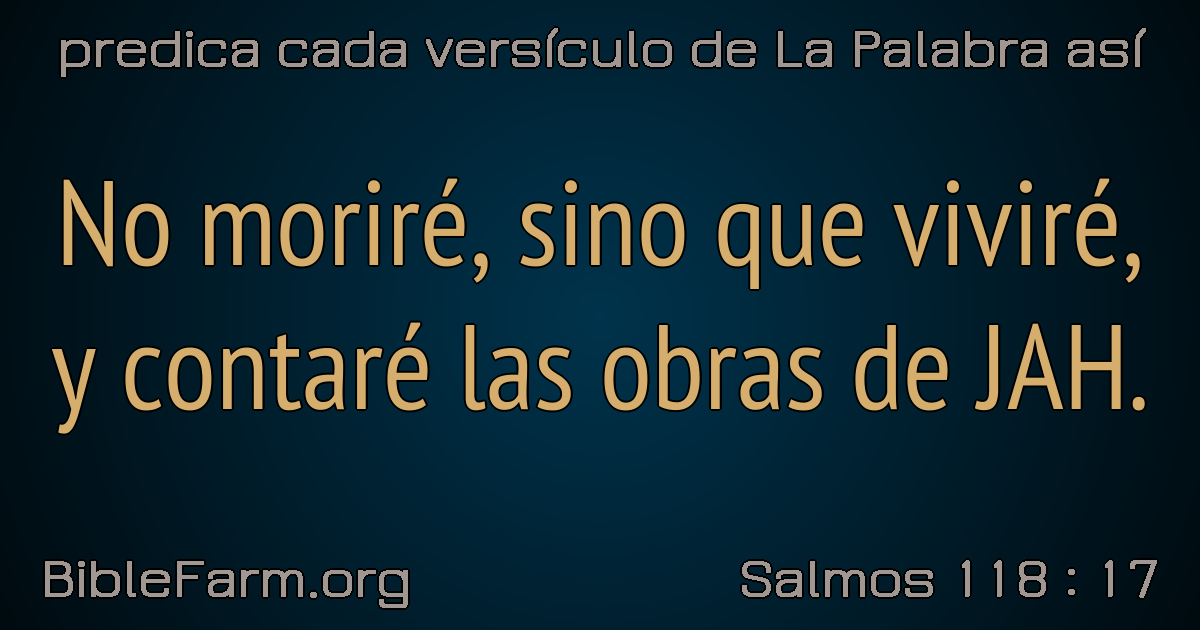 predica cada versículo de La Palabra así
No moriré, sino que viviré,
y contaré las obras de JAH.
BibleFarm.org
Salmos 118 : 17